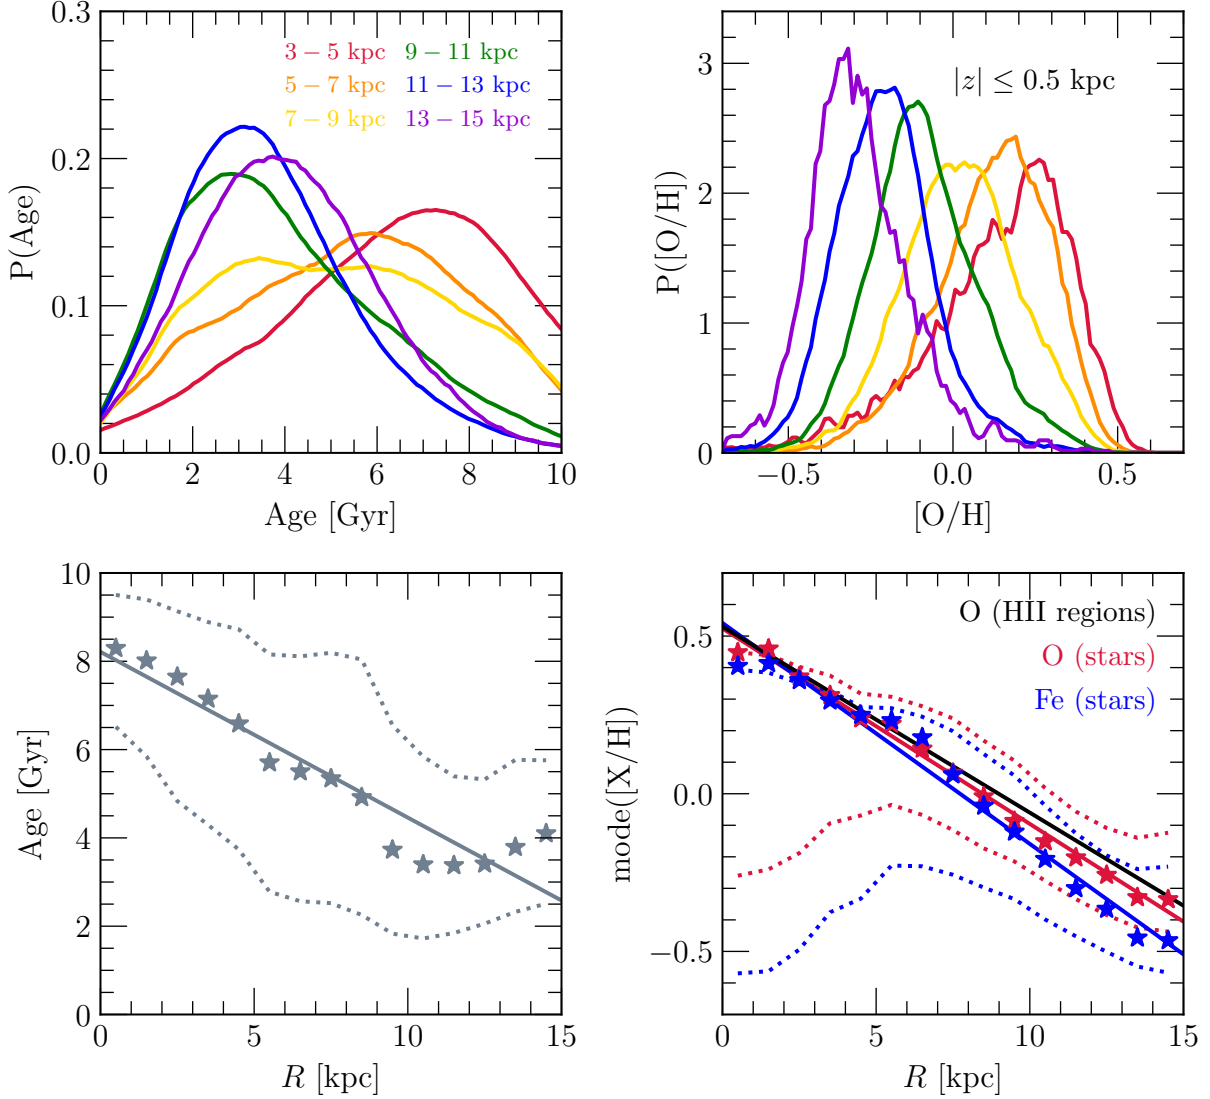 0.3
0.2
0.1
0.0
P(Age)
3 − 5 kpc 9 − 11 kpc
5 − 7 kpc 11 − 13 kpc
7 − 9 kpc 13 − 15 kpc
0 2 4 6 8 10
Age [Gyr]
3
2
1
0
P([O/H])
|z| ≤ 0.5 kpc
−0.5 0.0 0.5
[O/H]
10
8
6
4
2
0
Age [Gyr]
0 5 10 15
R [kpc]
0.5
0.0
−0.5
mode([X/H])
O (HII regions)
O (stars)
Fe (stars)
0 5 10 15
R [kpc]